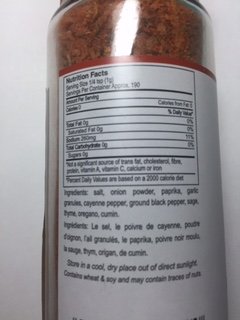 Nutrition Facts
Serving Size 1/4 tsp (1g)
Servings Per Container Approx. 190
Amount Per Serving
Calories 0 Calories from Fat 0
% Daily Value*
Total Fat 0g 0%
Saturated Fat 0g 0%
Sodium 260mg 11%
Total Carbohydrate 0g 0%
Sugars 0g
*Not a significant source of trans fat, cholesterol, fibre,
protein, vitamin A, vitamin C, calcium or iron
*Percent Daily Values are based on a 2000 calorie diet
Ingredients: salt, onion powder, paprika, garlic
granules, cayenne pepper, ground black pepper, sage,
thyme, oregano, cumin.
Ingredients: Le sel, le poivre de cayenne, poudre
d'oignon, l'ail granulés, le paprika, poivre noir moulu,
la sauge, thym, origan, de cumin.
Store in a cool, dry place out of direct sunlight.
Contains wheat & soy and may contain traces of nuts.